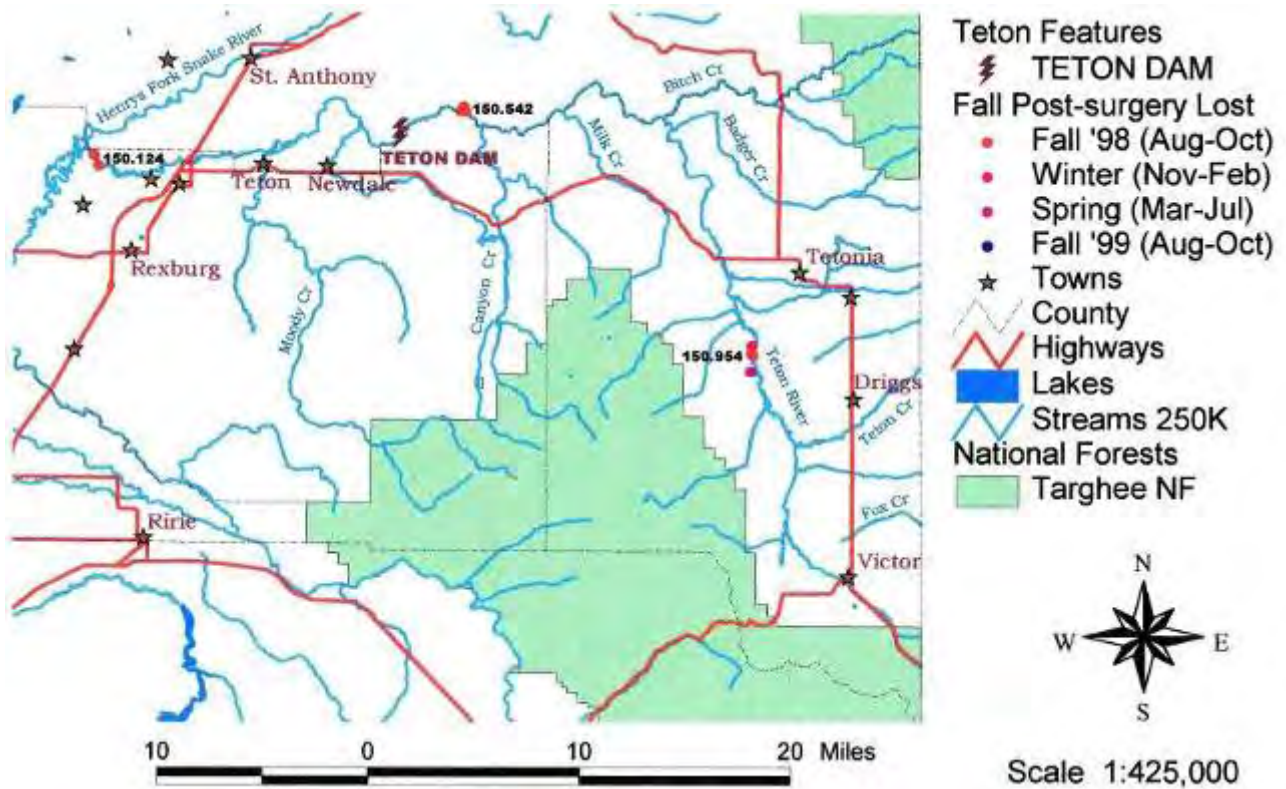 Henrys Fork Snake River
St. Anthony
Bitch Cr
150.542
Milk Cr
Badger Cr
150.124
TETON DAM
Teton
Newdale
Rexburg
Tetonia
Moody Cr
Canyon Cr
150.954
Teton River
Driggs
Teton Cr
Fox Cr
Ririe
Victor
10 0 10 20 Miles
Teton Features
TETON DAM
Fall Post-surgery Lost
Fall '98 (Aug-Oct)
Winter (Nov-Feb)
Spring (Mar-Jul)
Fall '99 (Aug-Oct)
Towns
County
Highways
Lakes
Streams 250K
National Forests
Targhee NF
N
W E
S
Scale 1:425,000